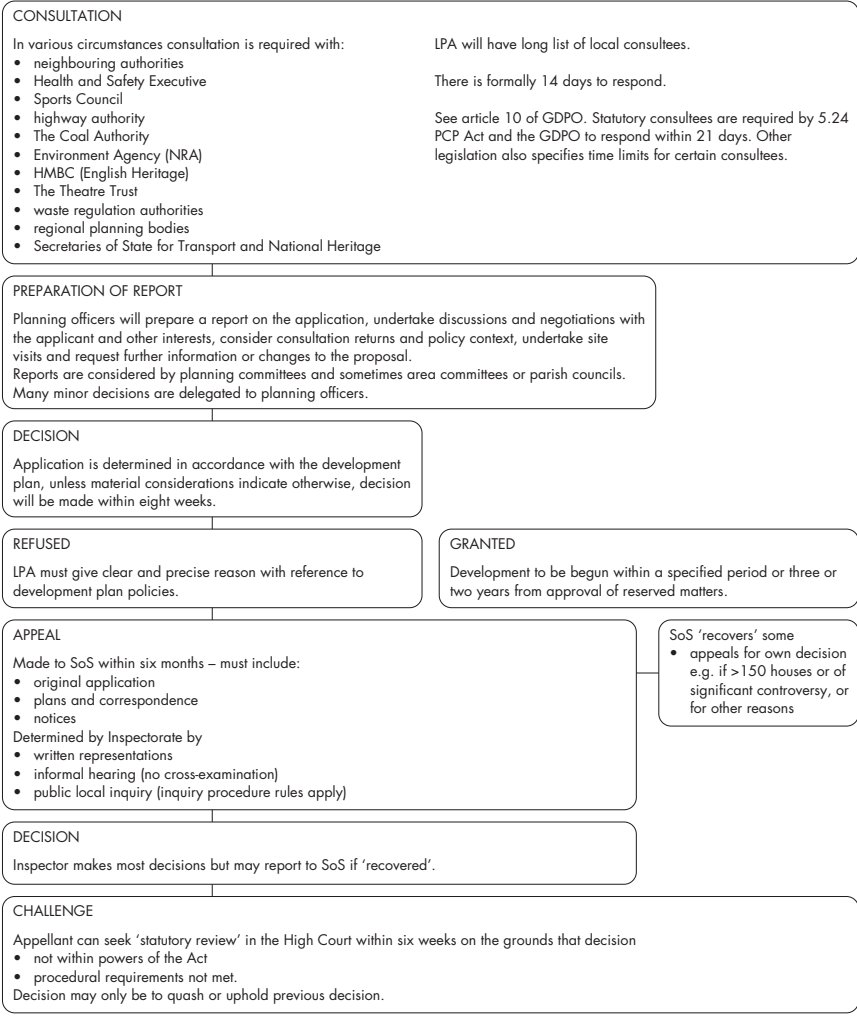 CONSULTATION
In various circumstances consultation is required with:
• neighbouring authorities
• Health and Safety Executive
• Sports Council
• highway authority
• The Coal Authority
• Environment Agency (NRA)
• HMBC (English Heritage)
• The Theatre Trust
• waste regulation authorities
• regional planning bodies
• Secretaries of State for Transport and National Heritage
LPA will have long list of local consultees.
There is formally 14 days to respond.
See article 10 of GDPO. Statutory consultees are required by 5.24
PCP Act and the GDPO to respond within 21 days. Other
legislation also specifies time limits for certain consultees.
PREPARATION OF REPORT
Planning officers will prepare a report on the application, undertake discussions and negotiations with
the applicant and other interests, consider consultation returns and policy context, undertake site
visits and request further information or changes to the proposal.
Reports are considered by planning committees and sometimes area committees or parish councils.
Many minor decisions are delegated to planning officers.
DECISION
Application is determined in accordance with the development
plan, unless material considerations indicate otherwise, decision
will be made within eight weeks.
REFUSED
LPA must give clear and precise reason with reference to
development plan policies.
GRANTED
Development to be begun within a specified period or three or
two years from approval of reserved matters.
APPEAL
Made to SoS within six months – must include:
• original application
• plans and correspondence
• notices
Determined by Inspectorate by
• written representations
• informal hearing (no cross-examination)
• public local inquiry (inquiry procedure rules apply)
SoS ‘recovers’ some
• appeals for own decision
e.g. if >150 houses or of
significant controversy, or
for other reasons
DECISION
Inspector makes most decisions but may report to SoS if ‘recovered’.
CHALLENGE
Appellant can seek ‘statutory review’ in the High Court within six weeks on the grounds that decision
• not within powers of the Act
• procedural requirements not met.
Decision may only be to quash or uphold previous decision.